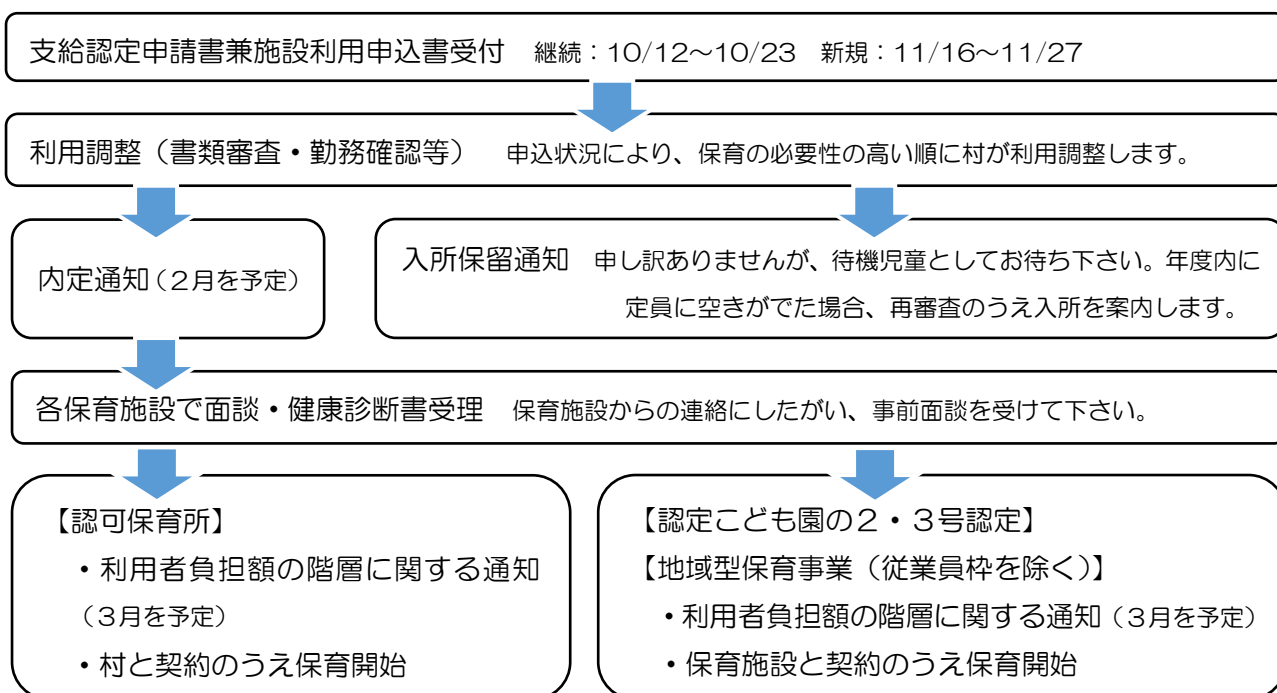 支給認定申請書兼施設利用申込書受付　継続：10/12～10/23　新規：11/16～11/27
利用調整（書類審査・勤務確認等）　申込状況により、保育の必要性の高い順に村が利用調整します。
内定通知（２月を予定）
入所保留通知　申し訳ありませんが、待機児童としてお待ち下さい。年度内に
定員に空きがでた場合、再審査のうえ入所を案内します。
各保育施設で面談・健康診断書受理　保育施設からの連絡にしたがい、事前面談を受けて下さい。
【認可保育所】
・利用者負担額の階層に関する通知
（３月を予定）
・村と契約のうえ保育開始
【認定こども園の２・３号認定】
【地域型保育事業（従業員枠を除く）】
・利用者負担額の階層に関する通知（３月を予定）
・保育施設と契約のうえ保育開始